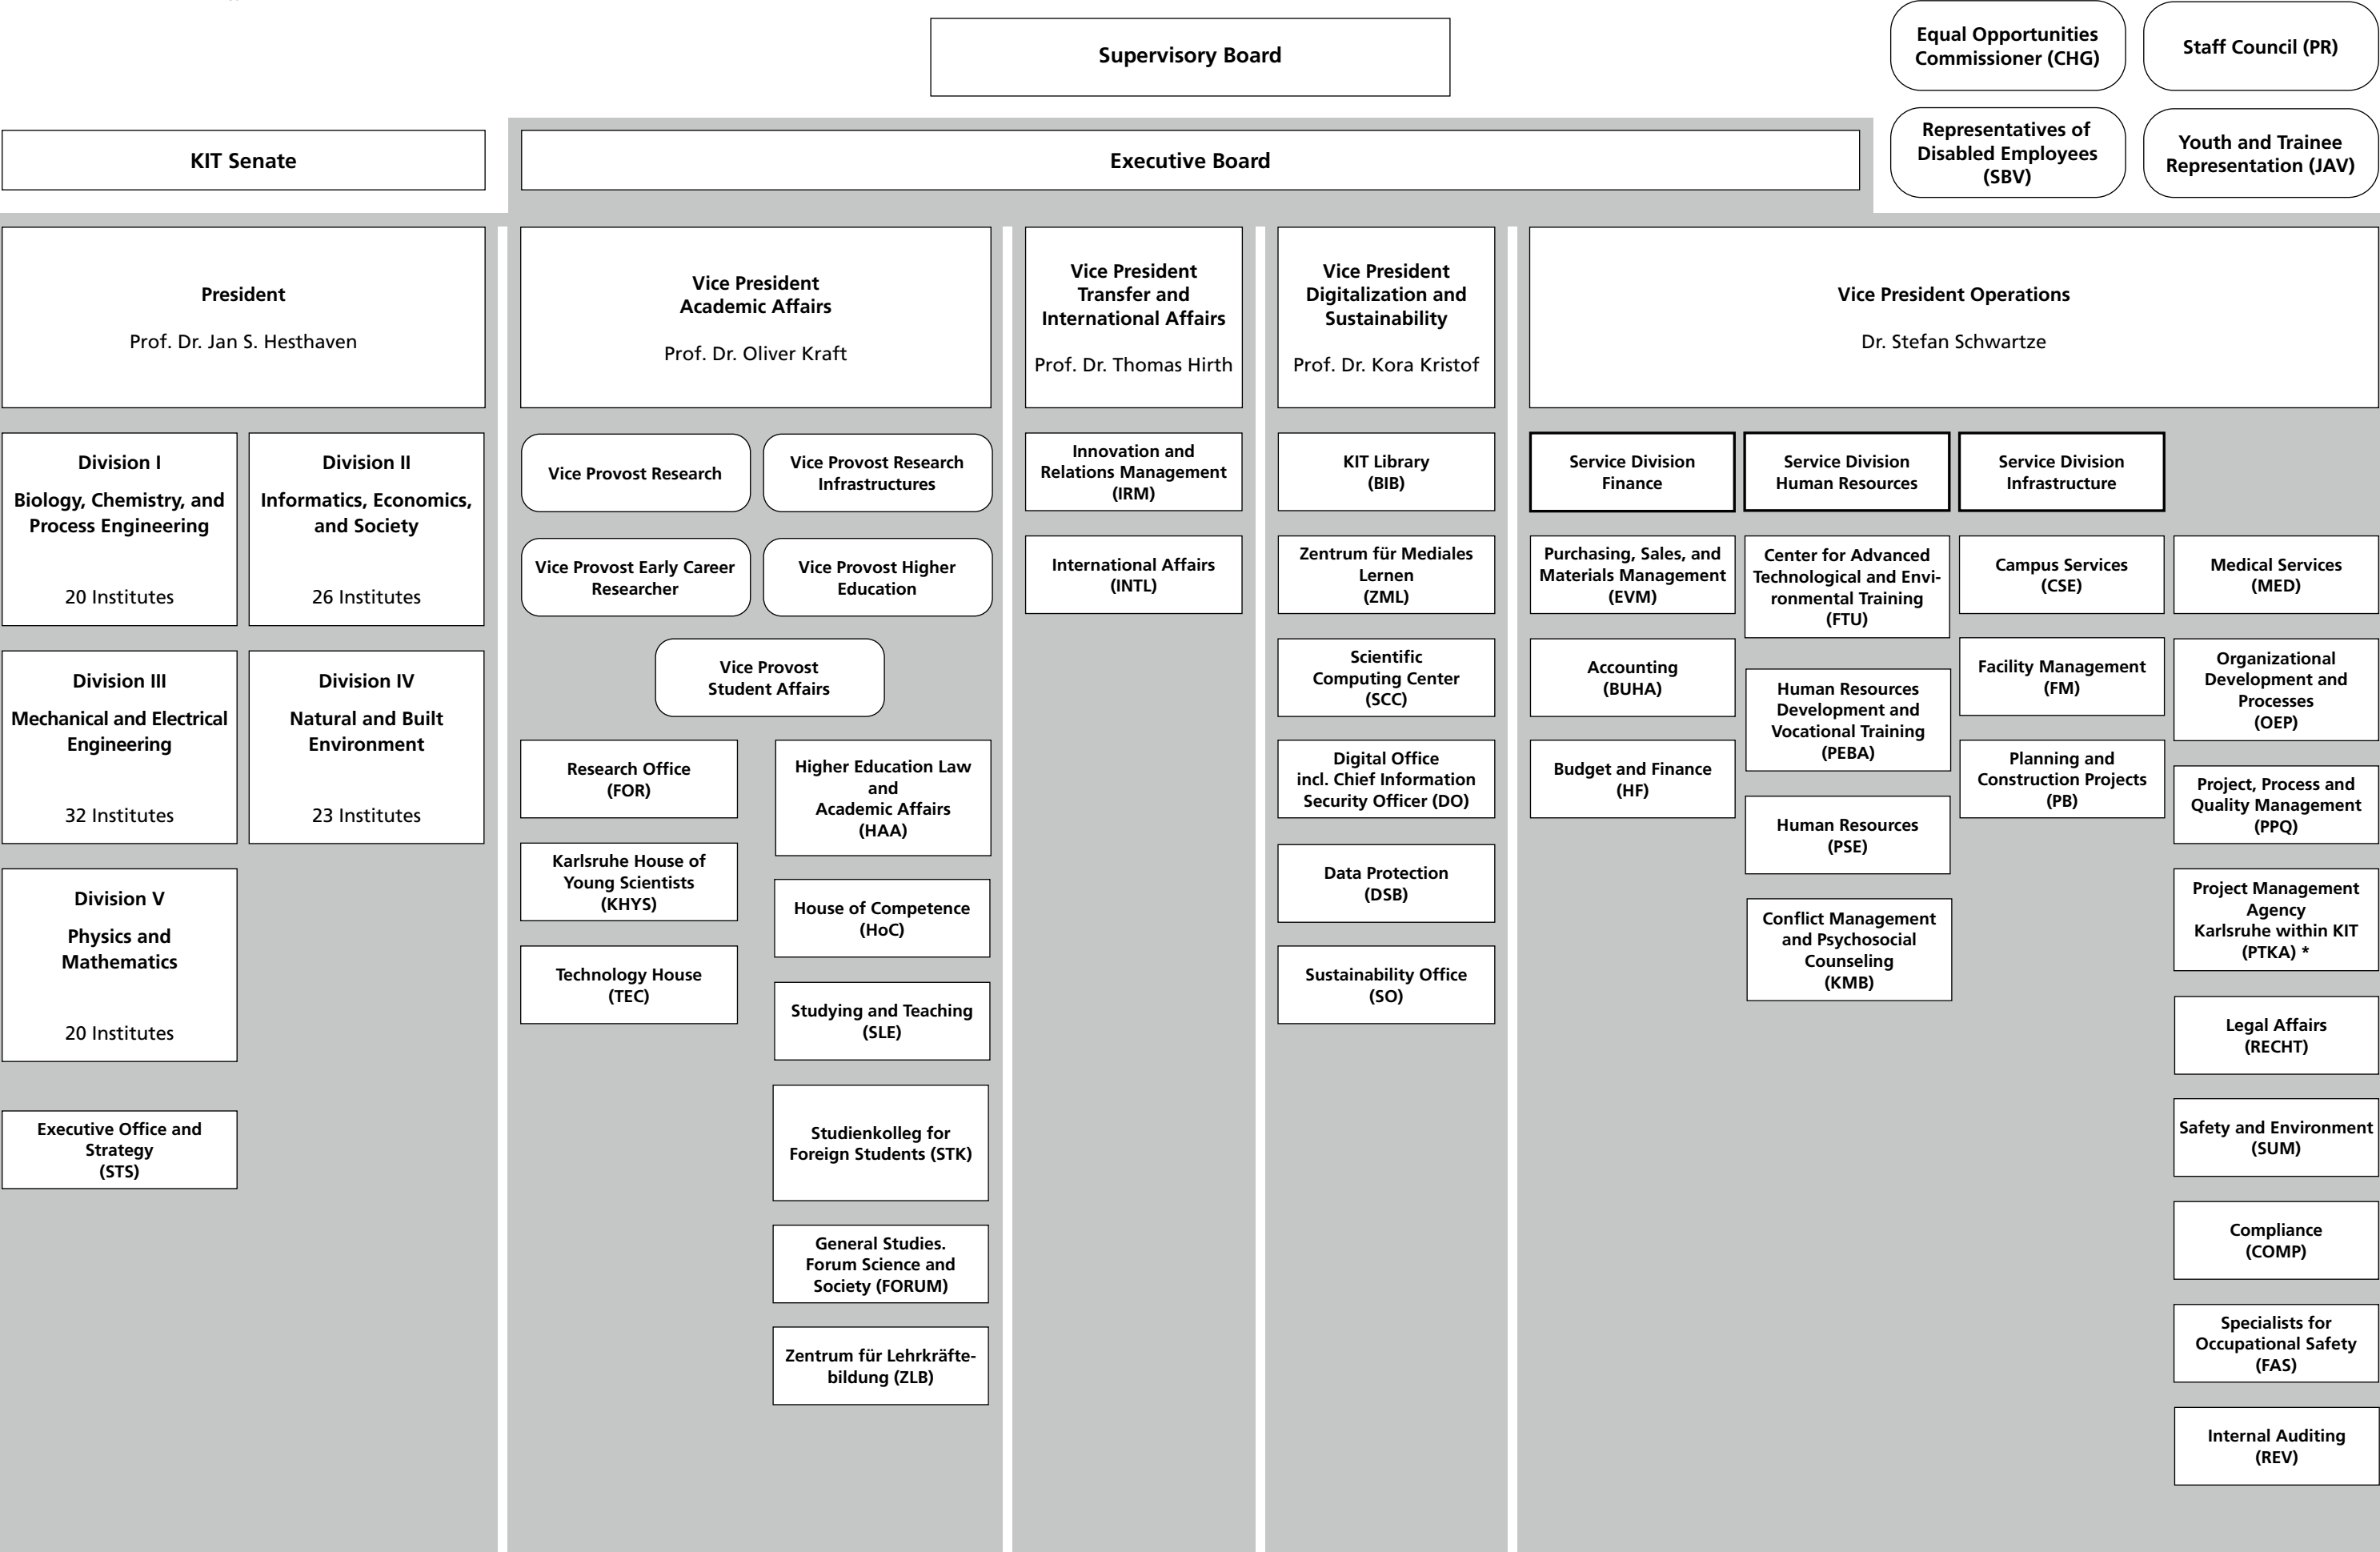 Supervisory Board
Equal Opportunities
Commissioner (CHG)
Staff Council (PR)
Representatives of
Disabled Employees
(SBV)
Youth and Trainee
Representation (JAV)
KIT Senate
Executive Board
President
Prof. Dr. Jan S. Hesthaven
Vice President
Academic Affairs
Prof. Dr. Oliver Kraft
Vice President
Transfer and
International Affairs
Prof. Dr. Thomas Hirth
Vice President
Digitalization and
Sustainability
Prof. Dr. Kora Kristof
Vice President Operations
Dr. Stefan Schwartze
Division I
Biology, Chemistry, and
Process Engineering
20 Institutes
Division II
Informatics, Economics,
and Society
26 Institutes
Division III
Mechanical and Electrical
Engineering
32 Institutes
Division IV
Natural and Built
Environment
23 Institutes
Division V
Physics and
Mathematics
20 Institutes
Executive Office and
Strategy
(STS)
Vice Provost Research
Vice Provost Research
Infrastructures
Vice Provost Early Career
Researcher
Vice Provost Higher
Education
Vice Provost
Student Affairs
Research Office
(FOR)
Karlsruhe House of
Young Scientists
(KHYS)
Technology House
(TEC)
Higher Education Law
and
Academic Affairs
(HAA)
House of Competence
(HoC)
Studying and Teaching
(SLE)
Studienkolleg for
Foreign Students (STK)
General Studies.
Forum Science and
Society (FORUM)
Zentrum für Lehrkräfte-
bildung (ZLB)
Innovation and
Relations Management
(IRM)
International Affairs
(INTL)
KIT Library
(BIB)
Zentrum für Mediales
Lernen
(ZML)
Scientific
Computing Center
(SCC)
Digital Office
incl. Chief Information
Security Officer (DO)
Data Protection
(DSB)
Sustainability Office
(SO)
Service Division
Finance
Purchasing, Sales, and
Materials Management
(EVM)
Accounting
(BUHA)
Budget and Finance
(HF)
Service Division
Human Resources
Center for Advanced
Technological and Envi-
ronmental Training
(FTU)
Human Resources
Development and
Vocational Training
(PEBA)
Human Resources
(PSE)
Conflict Management
and Psychosocial
Counseling
(KMB)
Service Division
Infrastructure
Campus Services
(CSE)
Facility Management
(FM)
Planning and
Construction Projects
(PB)
Medical Services
(MED)
Organizational
Development and
Processes
(OEP)
Project, Process and
Quality Management
(PPQ)
Project Management
Agency
Karlsruhe within KIT
(PTKA) *
Legal Affairs
(RECHT)
Safety and Environment
(SUM)
Compliance
(COMP)
Specialists for
Occupational Safety
(FAS)
Internal Auditing
(REV)